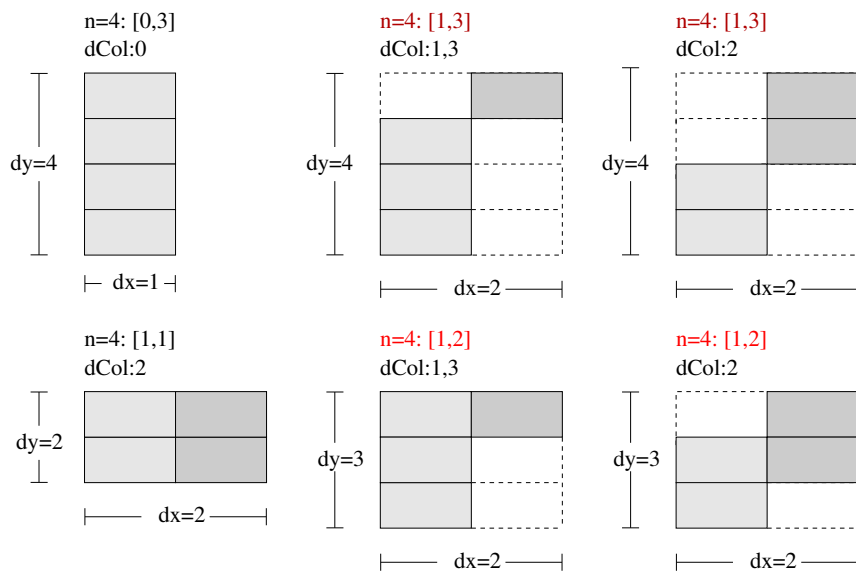 n=4: [0,3]
dCol:0
dy=4
dx=1
n=4: [1,3]
dCol:1,3
dy=4
dx=2
n=4: [1,3]
dCol:2
dy=4
dx=2
n=4: [1,1]
dCol:2
dy=2
dx=2
n=4: [1,2]
dCol:1,3
dy=3
dx=2
n=4: [1,2]
dCol:2
dy=3
dx=2